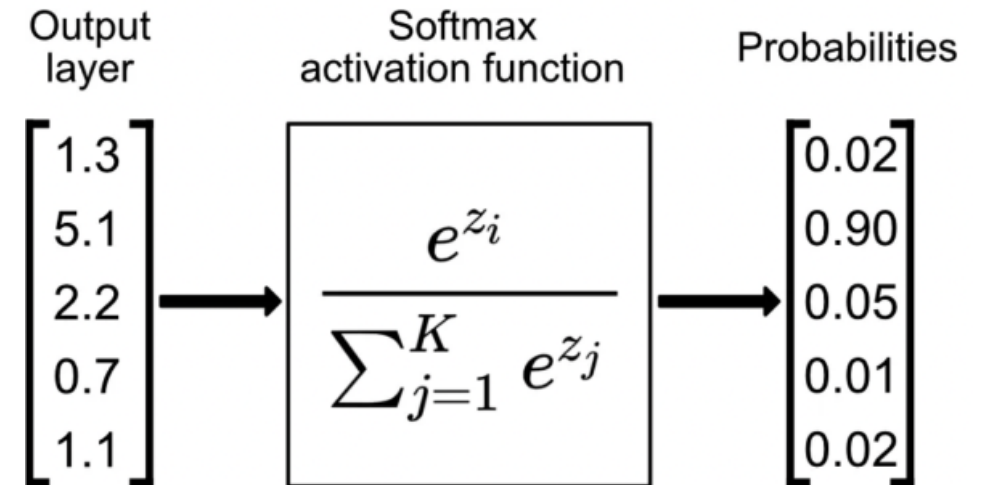 Output
layer
Softmax
activation function
Probabilities
1.3
5.1
2.2
0.7
1.1
e^{z_i}
∑_{j=1}^{K} e^{z_j}
0.02
0.90
0.05
0.01
0.02